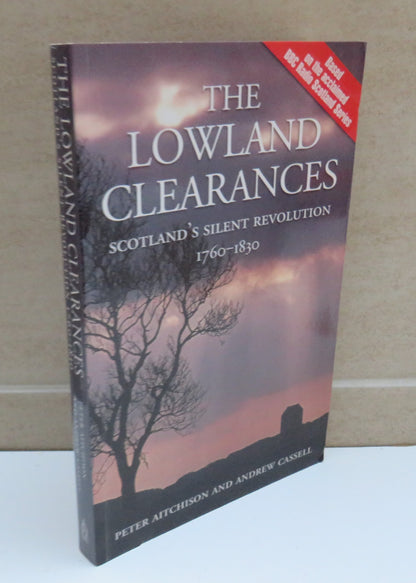 Based
on the acclaimed
BBC Radio Scotland Series
THE
LOWLAND
CLEARANCES
SCOTLAND'S SILENT REVOLUTION
1760–1830
PETER AITCHISON AND ANDREW CASSELL
THE LOWLAND CLEARANCES